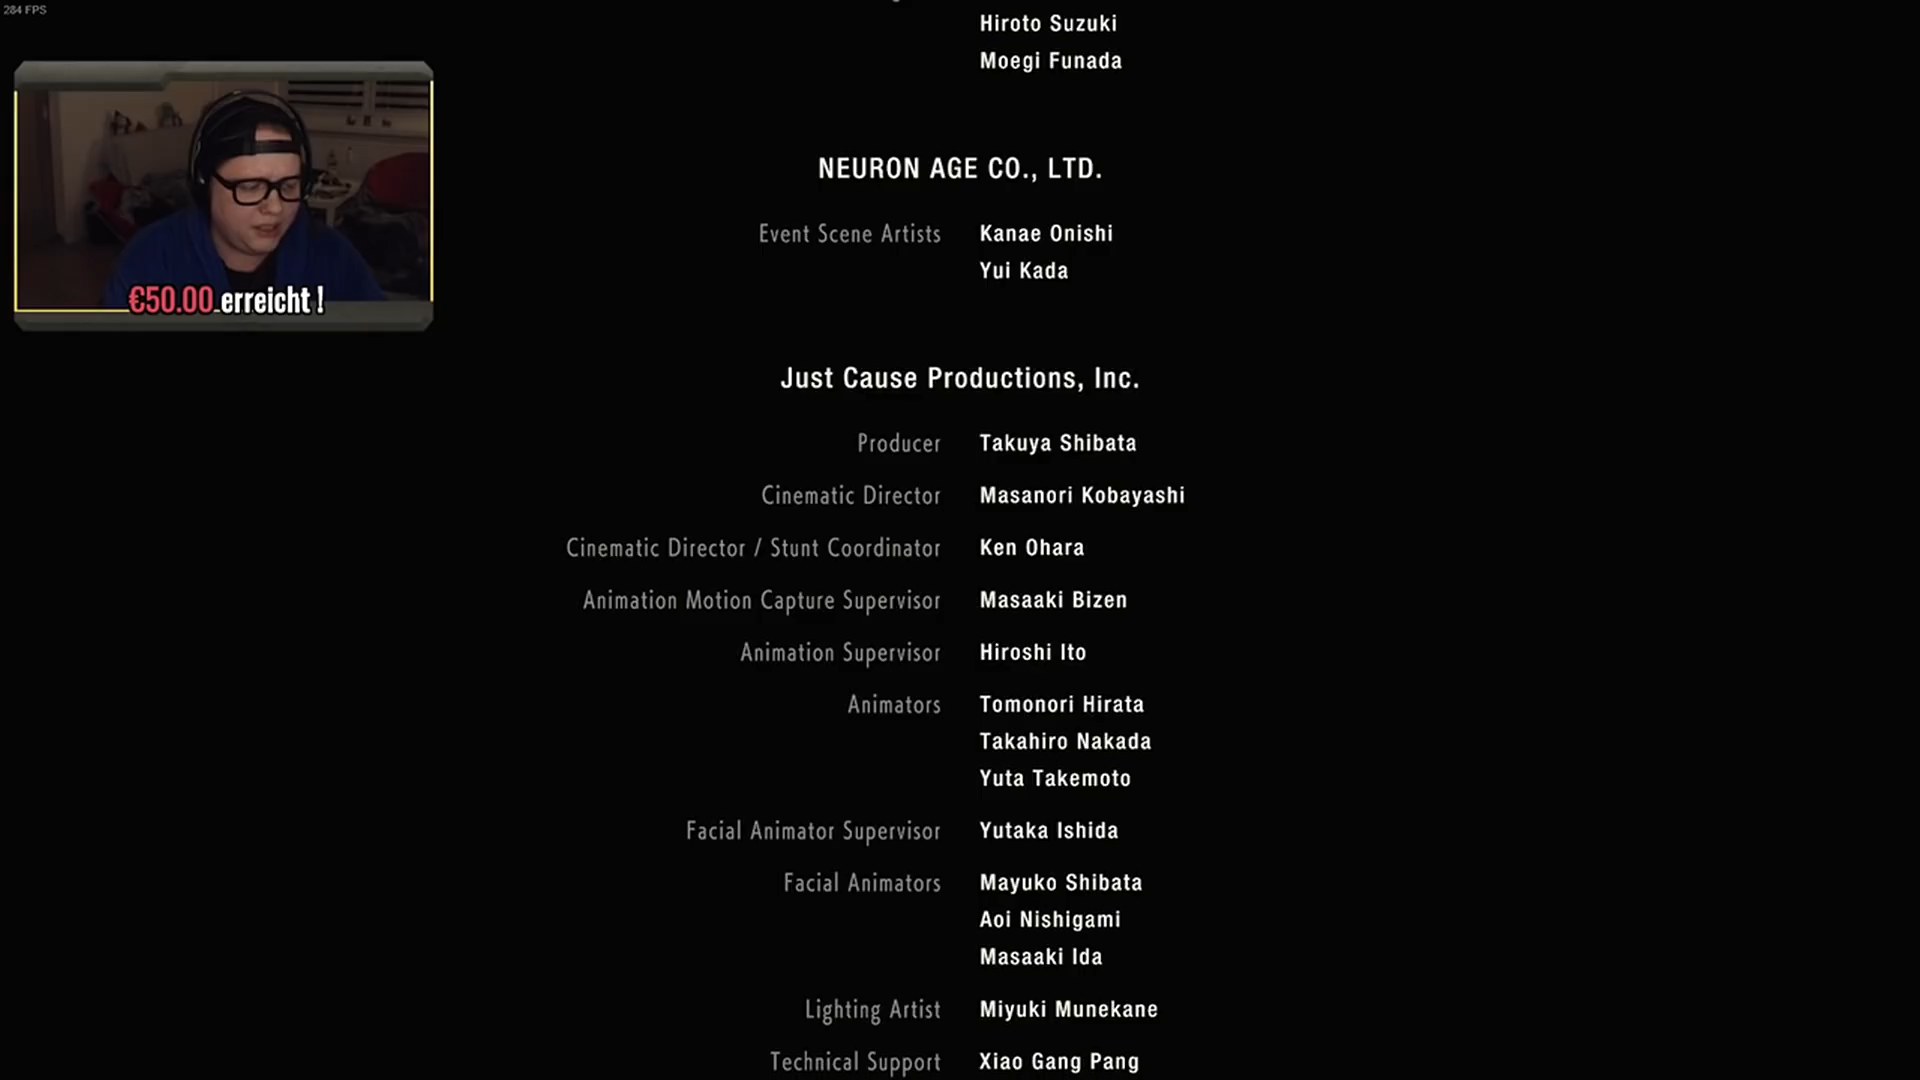 284 FPS
Hiroto Suzuki
Moegi Funada
NEURON AGE CO., LTD.
Event Scene Artists Kanae Onishi
Yui Kada
€50.00 erreicht !
Just Cause Productions, Inc.
Producer Takuya Shibata
Cinematic Director Masanori Kobayashi
Cinematic Director / Stunt Coordinator Ken Ohara
Animation Motion Capture Supervisor Masaaki Bizen
Animation Supervisor Hiroshi Ito
Animators Tomonori Hirata
Takahiro Nakada
Yuta Takemoto
Facial Animator Supervisor Yutaka Ishida
Facial Animators Mayuko Shibata
Aoi Nishigami
Masaaki Ida
Lighting Artist Miyuki Munekane
Technical Support Xiao Gang Pang